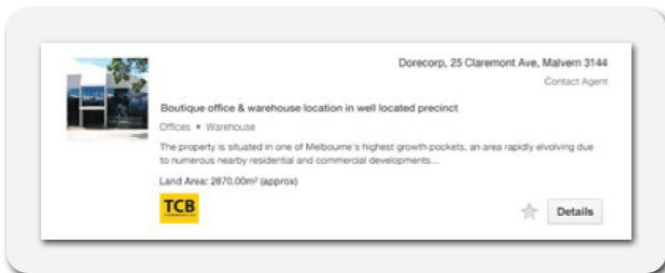 Dorecorp, 25 Claremont Ave, Malvern 3144
Contact Agent
Boutique office & warehouse location in well located precinct
Offices • Warehouse
The property is situated in one of Melbourne's highest growth pockets, an area rapidly elvolving due
to numerous nearby residential and commercial developments...
Land Area: 2870.00m² (approx)
TCB
COMMERCIAL
Details